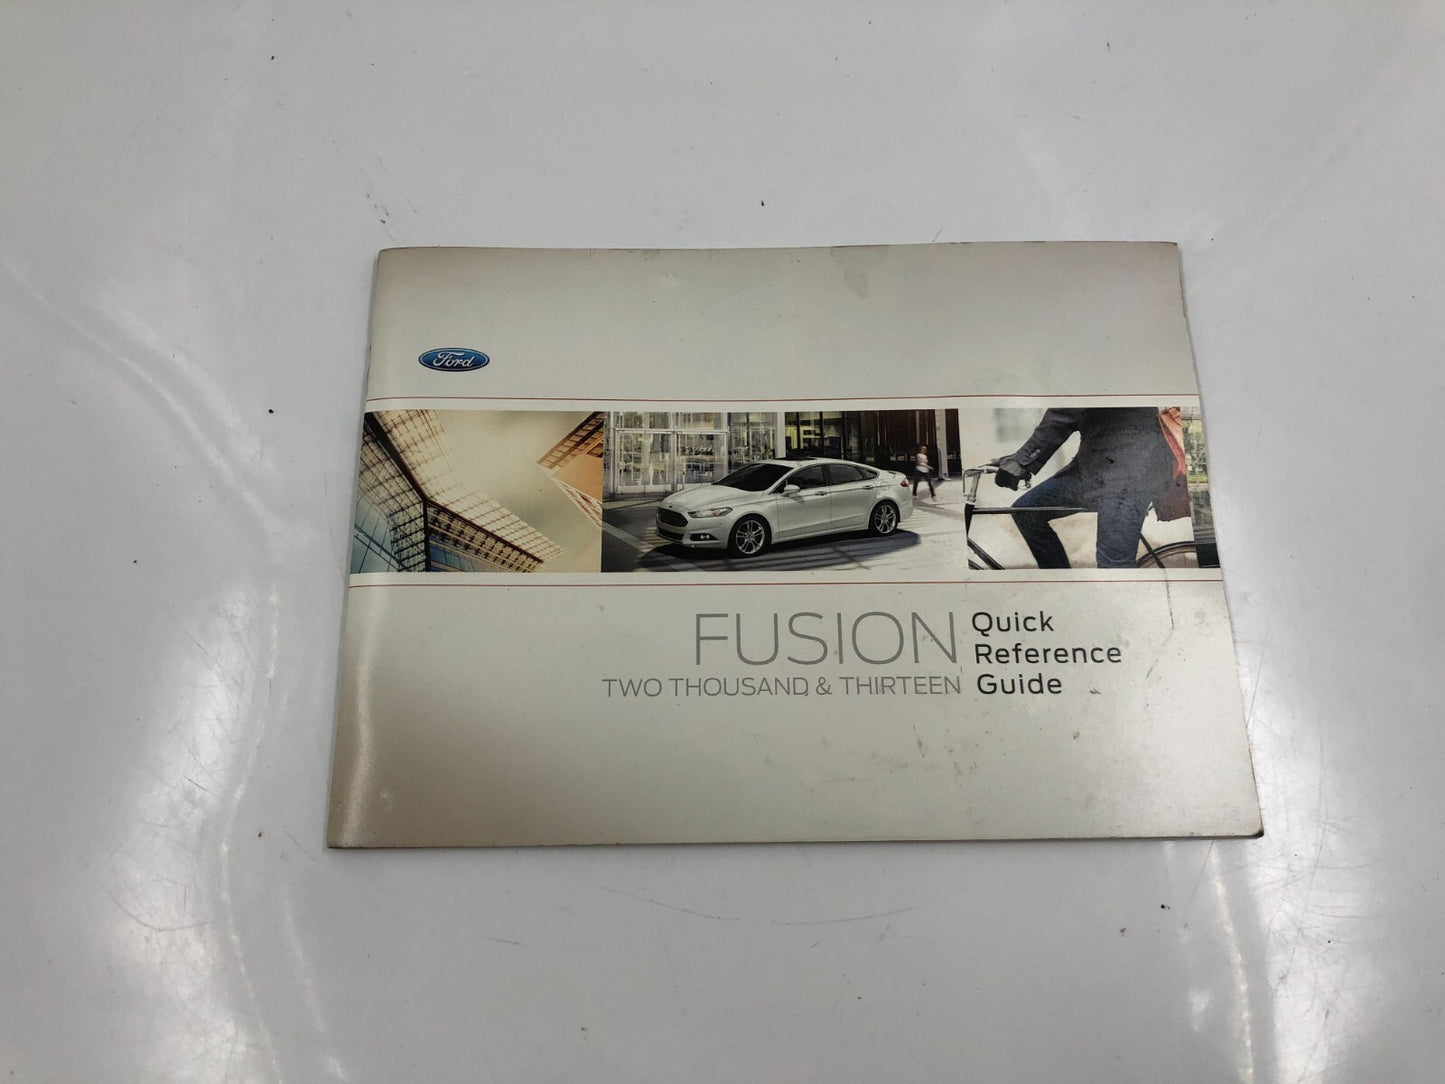 Ford
FUSION
TWO THOUSAND & THIRTEEN
Quick
Reference
Guide